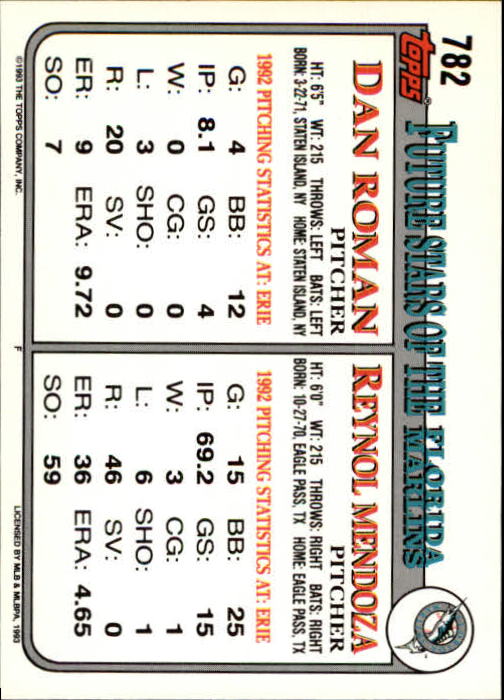 782
TOPPS®
FUTURE STARS OF THE FLORIDA
MARLINS
DAN ROMAN
PITCHER
HT: 6'5" WT: 215 THROWS: LEFT BATS: LEFT
BORN: 3-22-71, STATEN ISLAND, NY HOME: STATEN ISLAND, NY
1992 PITCHING STATISTICS AT: ERIE
G: 4 BB: 12
IP: 8.1 GS: 4
W: 0 CG: 0
L: 3 SHO: 0
R: 20 SV: 0
ER: 9 ERA: 9.72
SO: 7
REYNOL MENDOZA
PITCHER
HT: 6'0" WT: 215 THROWS: RIGHT BATS: RIGHT
BORN: 10-27-70, EAGLE PASS, TX HOME: EAGLE PASS, TX
1992 PITCHING STATISTICS AT: ERIE
G: 15 BB: 25
IP: 69.2 GS: 15
W: 3 CG: 1
L: 6 SHO: 1
R: 46 SV: 0
ER: 36 ERA: 4.65
SO: 59
©1993 THE TOPPS COMPANY, INC.
F
LICENSED BY MLB & MLBPA, 1993